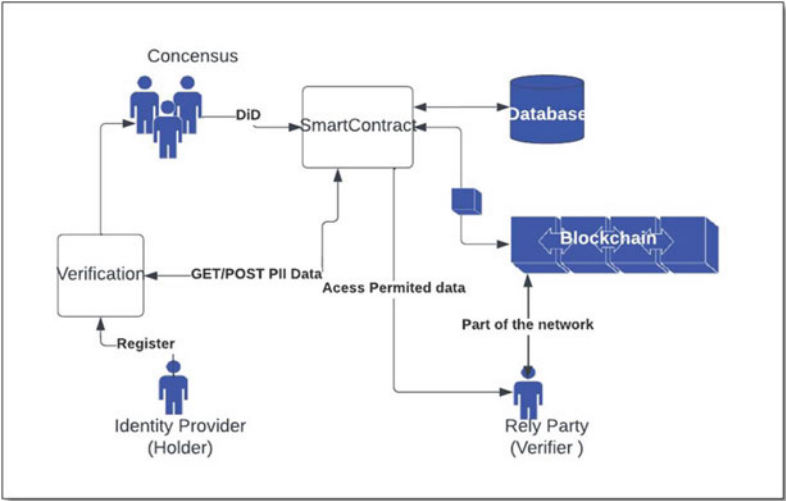 Concensus
DiD
SmartContract
Database
Blockchain
Verification
GET/POST PII Data
Acess Permited data
Part of the network
Register
Identity Provider
(Holder)
Rely Party
(Verifier )